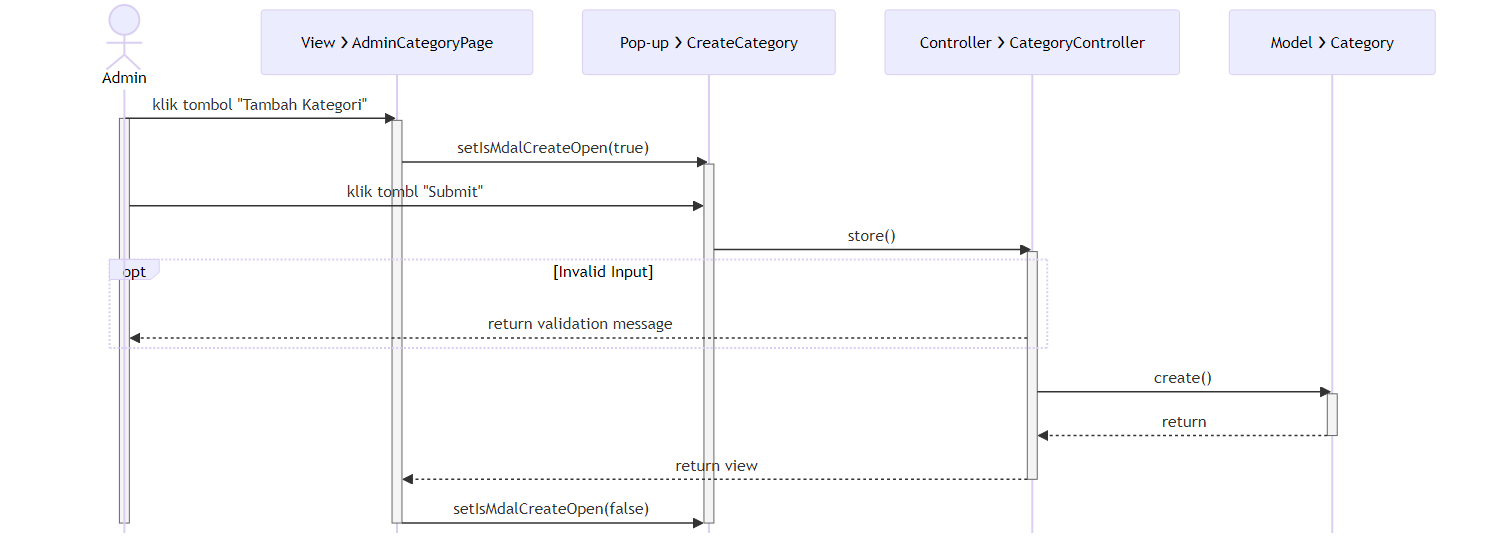 Admin
View > AdminCategoryPage
Pop-up > CreateCategory
Controller > CategoryController
Model > Category
klik tombol "Tambah Kategori"
setIsMdalCreateOpen(true)
klik tombl "Submit"
store()
opt
[Invalid Input]
return validation message
create()
return
return view
setIsMdalCreateOpen(false)